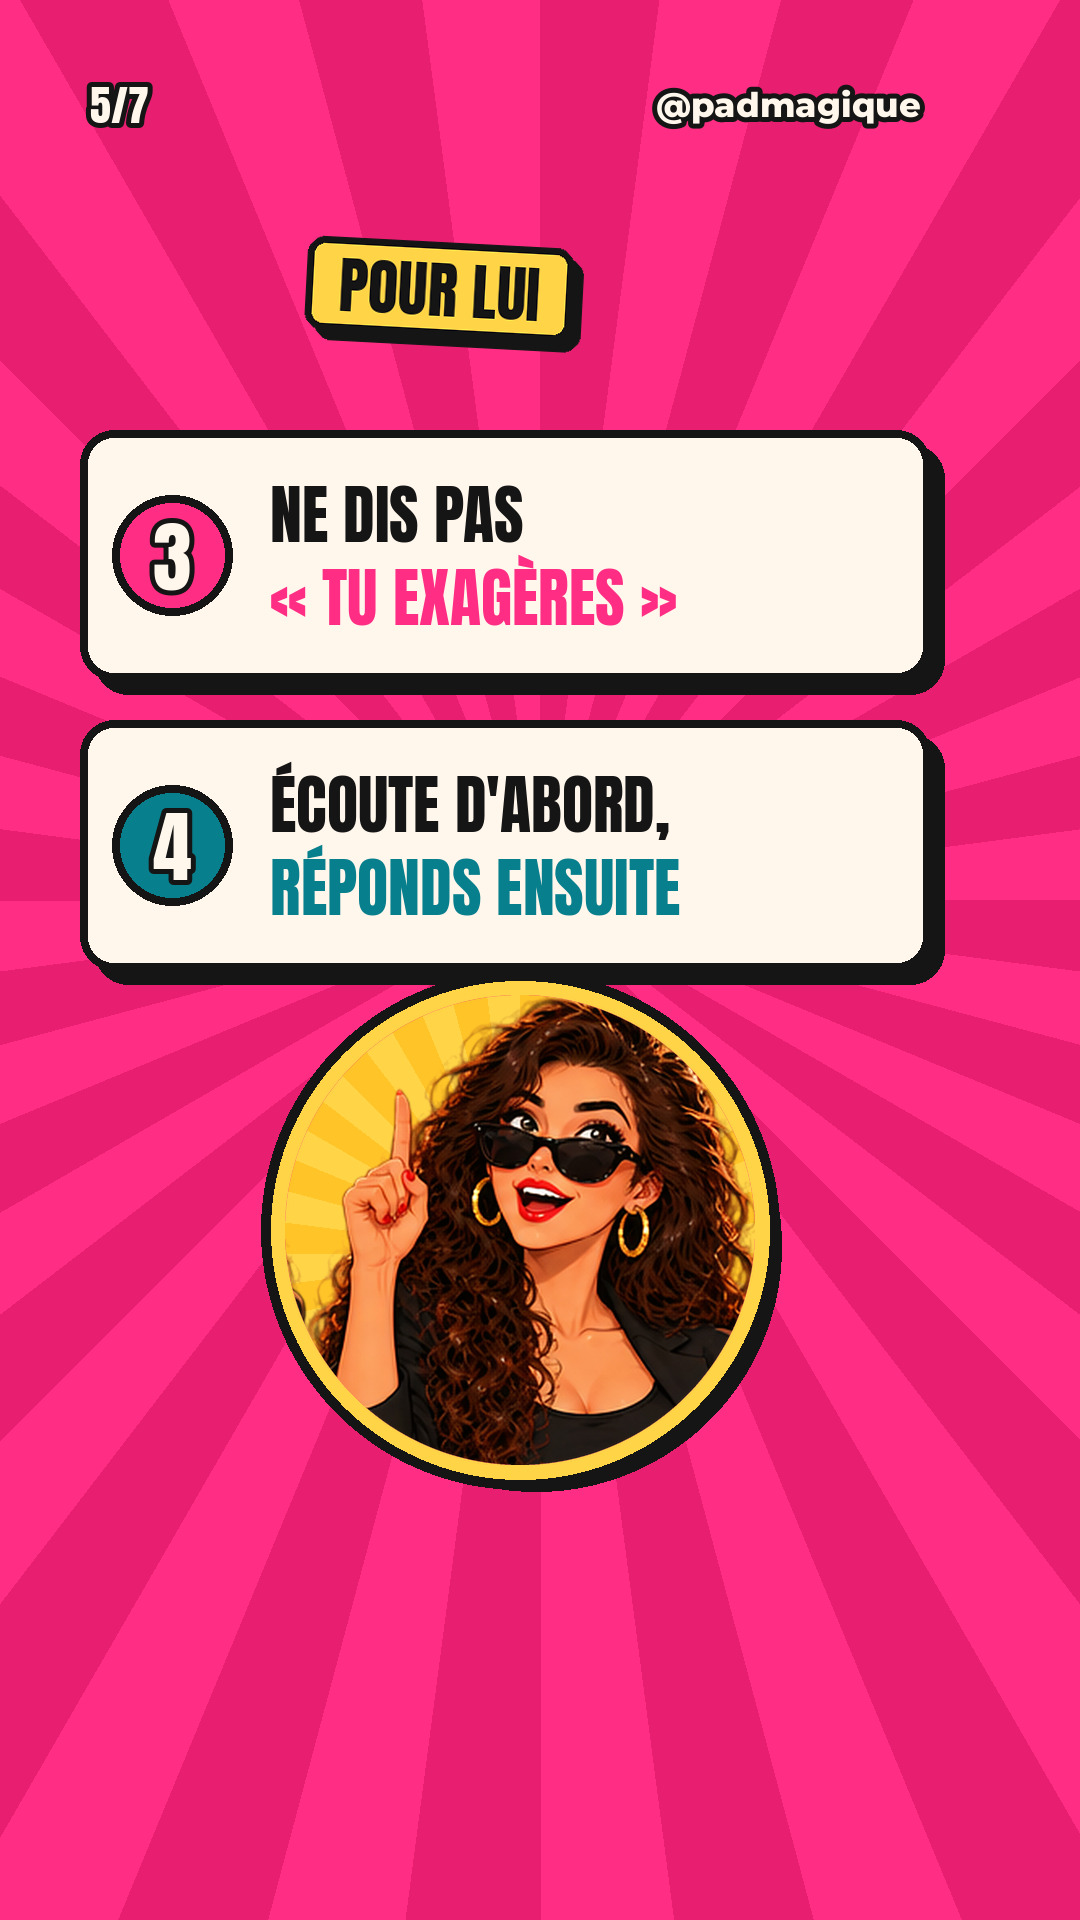 5/7
@padmagique
POUR LUI
3
NE DIS PAS
« TU EXAGÈRES »
4
ÉCOUTE D'ABORD,
RÉPONDS ENSUITE